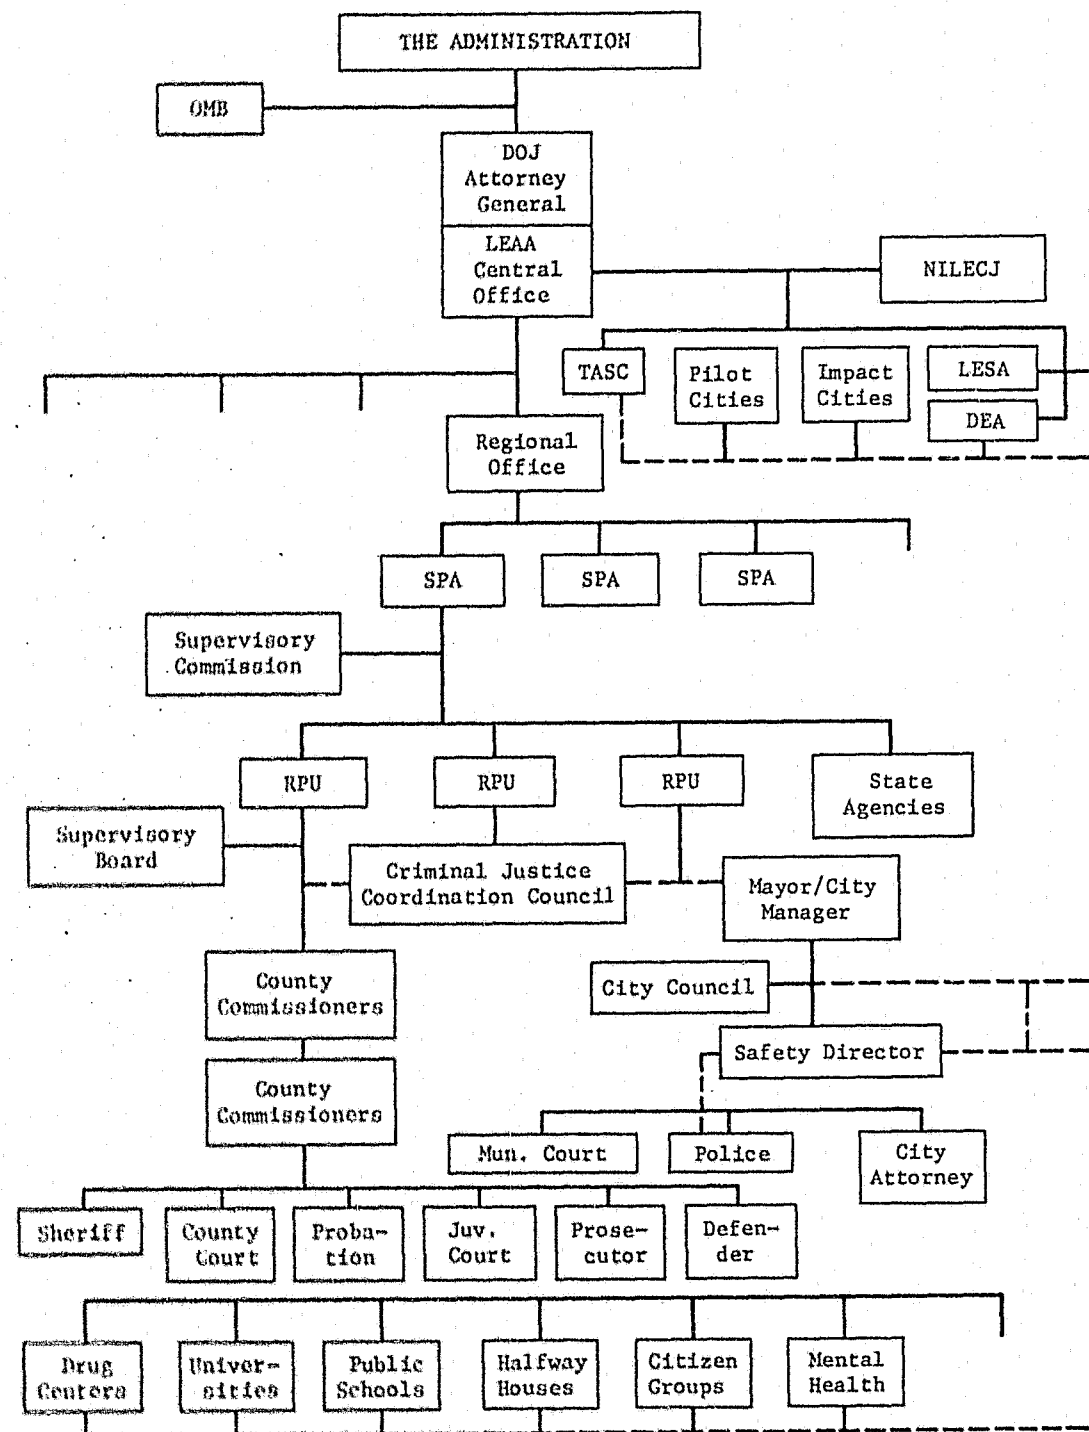 THE ADMINISTRATION
OMB
DOJ
Attorney
General
LEAA
Central
Office
NILECJ
TASC
Pilot
Cities
Impact
Cities
LESA
DEA
Regional
Office
SPA
SPA
SPA
Supervisory
Commission
RPU
RPU
RPU
State
Agencies
Supervisory
Board
Criminal Justice
Coordination Council
Mayor/City
Manager
County
Commissioners
City Council
Safety Director
County
Commissioners
Mun. Court
Police
City
Attorney
Sheriff
County
Court
Proba-
tion
Juv.
Court
Prose-
cutor
Defen-
der
Drug
Centers
Univer-
sities
Public
Schools
Halfway
Houses
Citizen
Groups
Mental
Health